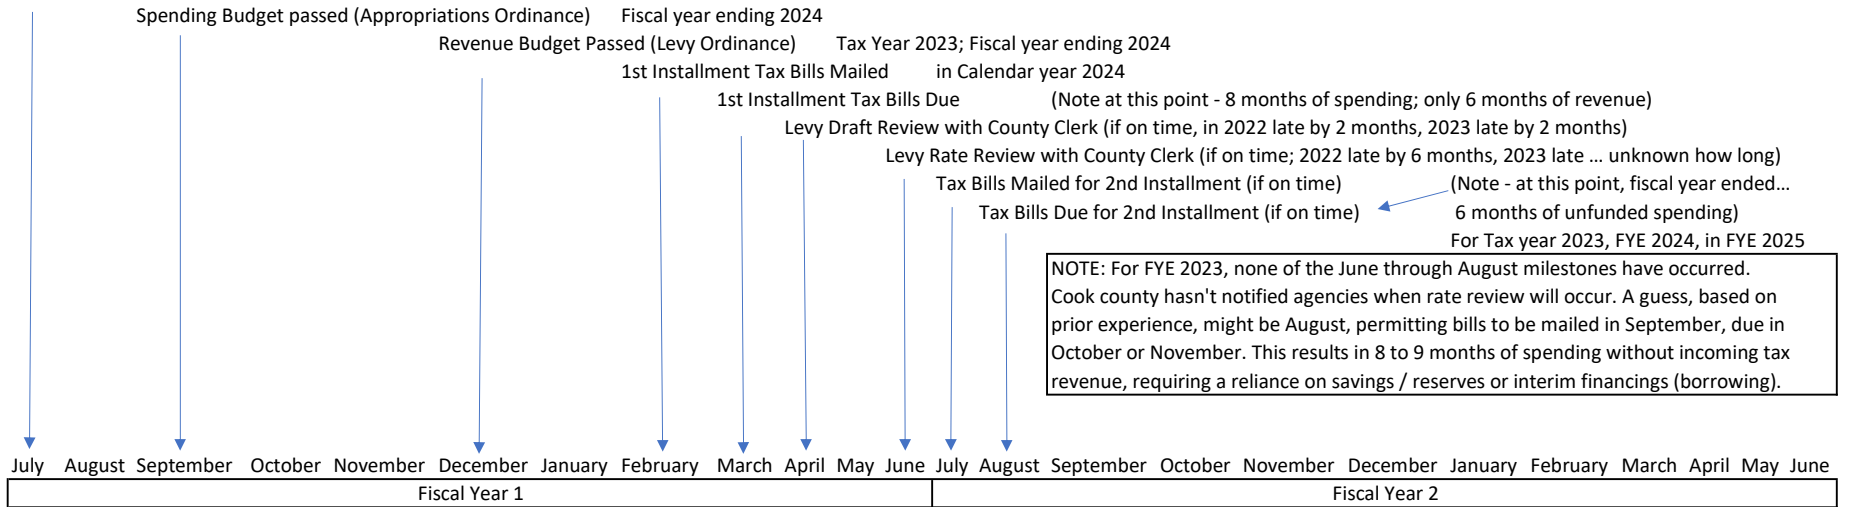 Spending Budget passed (Appropriations Ordinance) Fiscal year ending 2024
Revenue Budget Passed (Levy Ordinance) Tax Year 2023; Fiscal year ending 2024
1st Installment Tax Bills Mailed in Calendar year 2024
1st Installment Tax Bills Due (Note at this point - 8 months of spending; only 6 months of revenue)
Levy Draft Review with County Clerk (if on time, in 2022 late by 2 months, 2023 late by 2 months)
Levy Rate Review with County Clerk (if on time; 2022 late by 6 months, 2023 late ... unknown how long)
Tax Bills Mailed for 2nd Installment (if on time) (Note - at this point, fiscal year ended...
Tax Bills Due for 2nd Installment (if on time) 6 months of unfunded spending)
For Tax year 2023, FYE 2024, in FYE 2025
NOTE: For FYE 2023, none of the June through August milestones have occurred.
Cook county hasn't notified agencies when rate review will occur. A guess, based on
prior experience, might be August, permitting bills to be mailed in September, due in
October or November. This results in 8 to 9 months of spending without incoming tax
revenue, requiring a reliance on savings / reserves or interim financings (borrowing).
July August September October November December January February March April May June July August September October November December January February March April May June
Fiscal Year 1 Fiscal Year 2